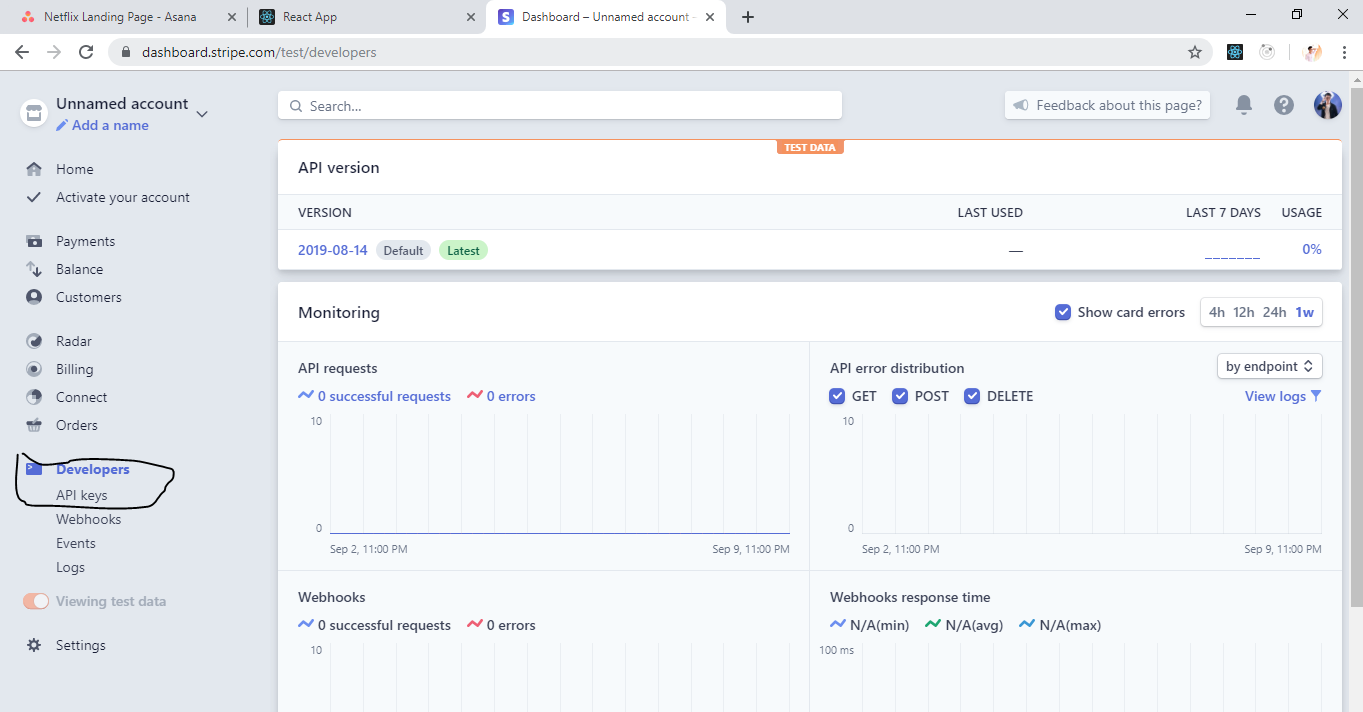 Netflix Landing Page - Asana
React App
Dashboard – Unnamed account -
dashboard.stripe.com/test/developers
Unnamed account
Add a name
Search...
Feedback about this page?
Home
Activate your account
Payments
Balance
Customers
Radar
Billing
Connect
Orders
Developers
API keys
Webhooks
Events
Logs
Viewing test data
Settings
TEST DATA
API version
VERSION LAST USED LAST 7 DAYS USAGE
2019-08-14 Default Latest — 0%
Monitoring
Show card errors
4h 12h 24h 1w
API requests
0 successful requests 0 errors
10
0
Sep 2, 11:00 PM Sep 9, 11:00 PM
API error distribution
by endpoint
GET POST DELETE
View logs
10
0
Sep 2, 11:00 PM Sep 9, 11:00 PM
Webhooks
0 successful requests 0 errors
10
Webhooks response time
N/A(min) N/A(avg) N/A(max)
100 ms